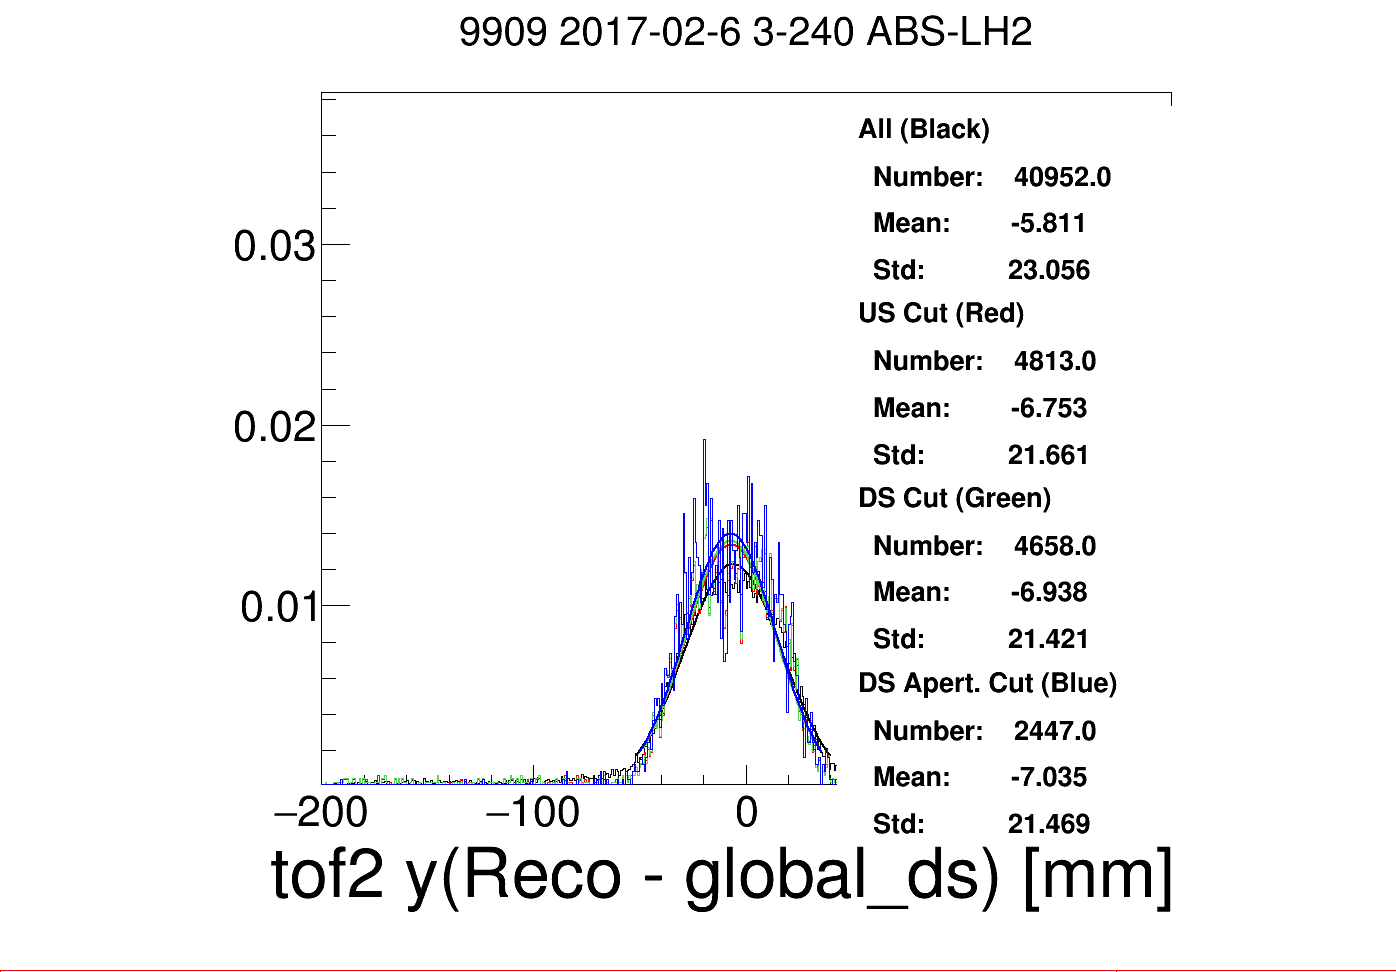 9909 2017-02-6 3-240 ABS-LH2
All (Black)
Number: 40952.0
Mean: -5.811
Std: 23.056
US Cut (Red)
Number: 4813.0
Mean: -6.753
Std: 21.661
DS Cut (Green)
Number: 4658.0
Mean: -6.938
Std: 21.421
DS Apert. Cut (Blue)
Number: 2447.0
Mean: -7.035
Std: 21.469
0.03
0.02
0.01
−200 −100 0
tof2 y(Reco - global_ds) [mm]